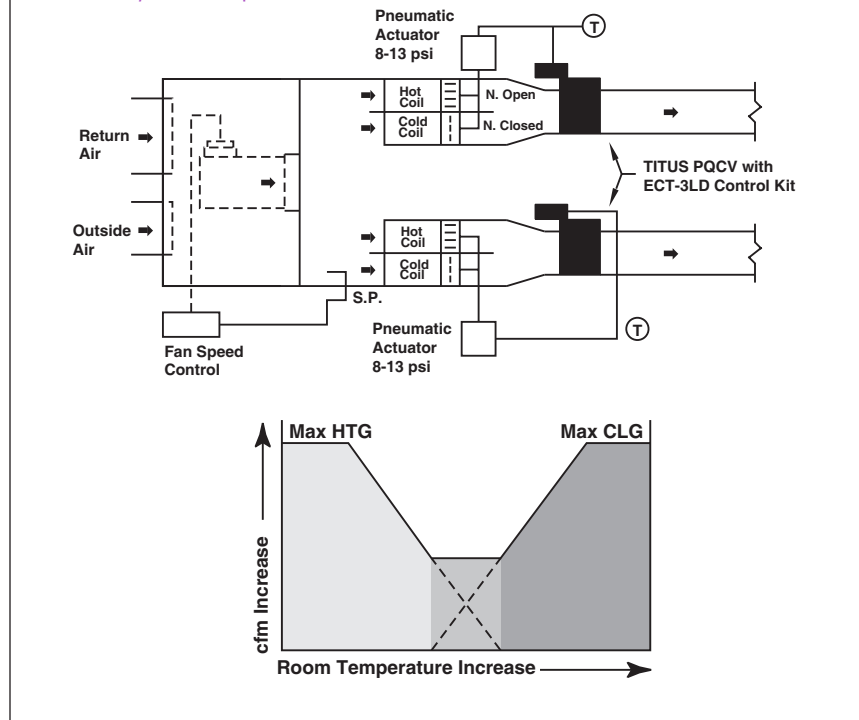 Pneumatic
Actuator
8-13 psi
T
Hot
Coil
N. Open
Cold
Coil
N. Closed
Return
Air
TITUS PQCV with
ECT-3LD Control Kit
Outside
Air
Hot
Coil
Cold
Coil
S.P.
Pneumatic
Actuator
8-13 psi
T
Fan Speed
Control
Max HTG
Max CLG
cfm Increase
Room Temperature Increase